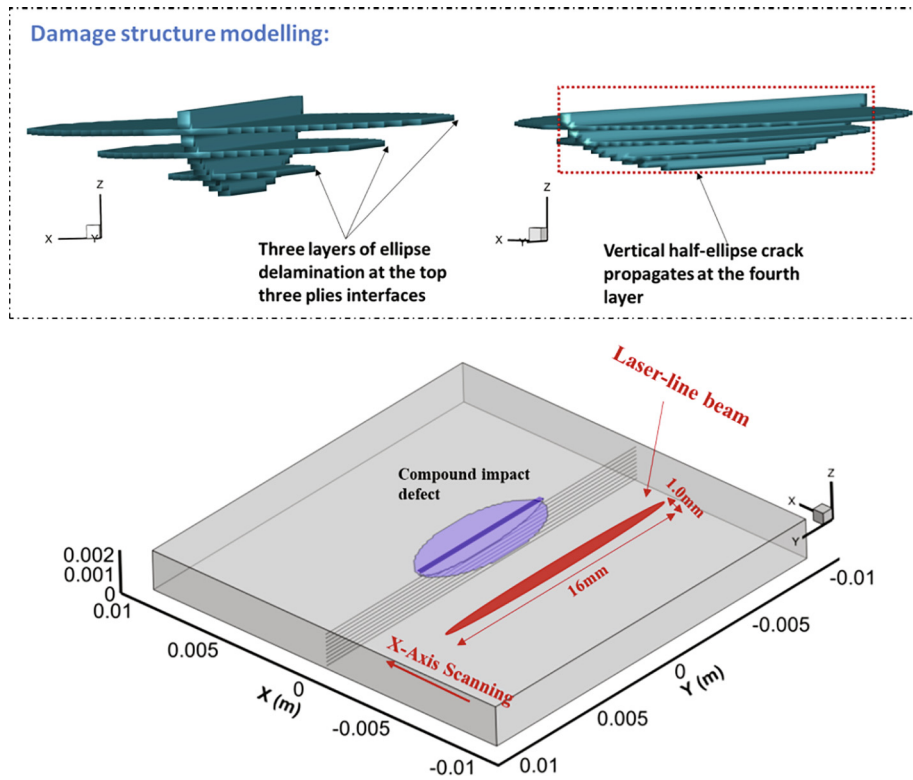 Damage structure modelling:
Z
X
Y
Three layers of ellipse
delamination at the top
three plies interfaces
Z
X
Y
Vertical half-ellipse crack
propagates at the fourth
layer
Laser-line beam
Compound impact
defect
1.0mm
16mm
X-Axis Scanning
Z
X
Y
0.002
0.001
0
0.01
0.005
0
-0.005
-0.01
X (m)
-0.01
-0.005
0
0.005
0.01
Y (m)